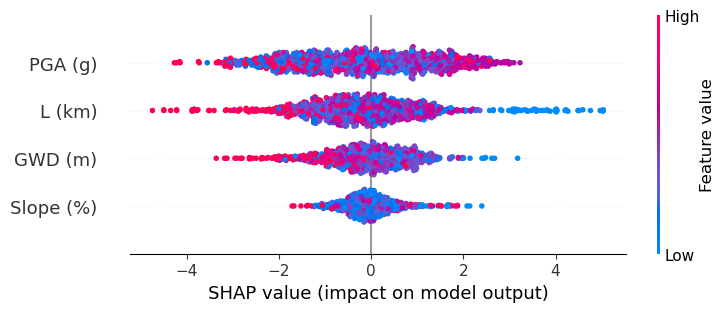 High
PGA (g)
L (km)
GWD (m)
Slope (%)
Feature value
Low
−4 −2 0 2 4
SHAP value (impact on model output)